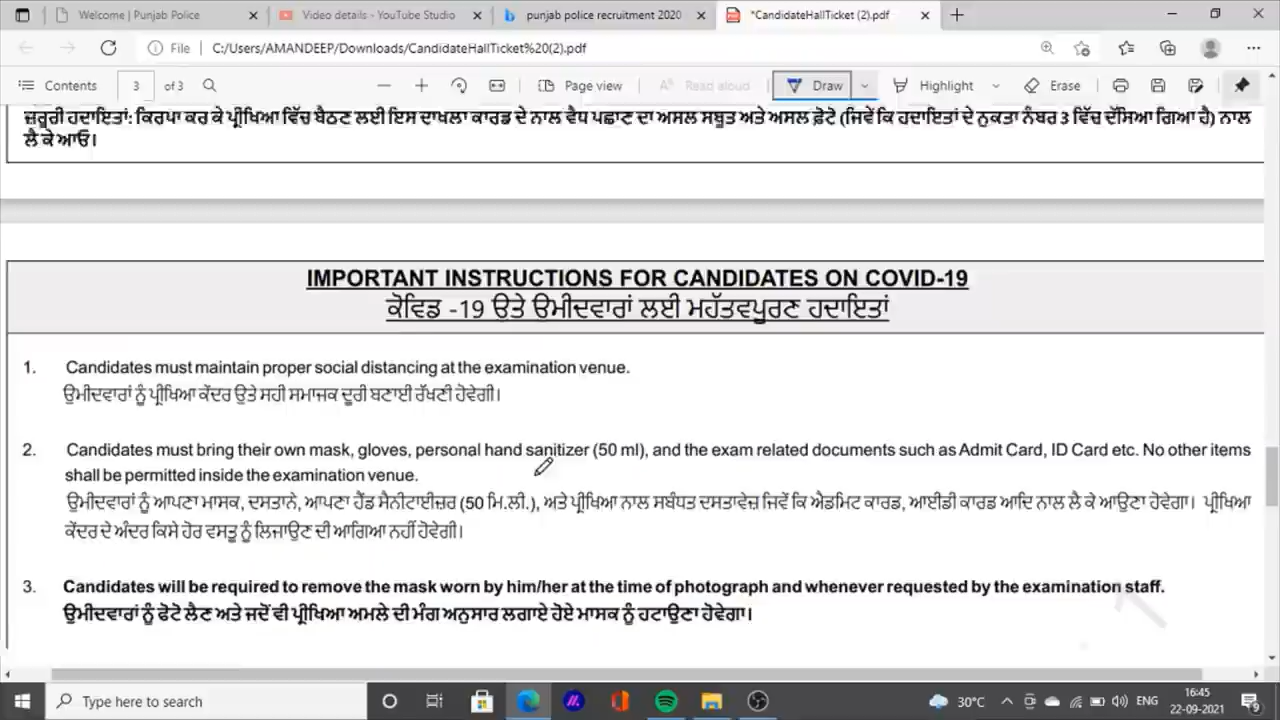 Welcome | Punjab Police
Video details - YouTube Studio
punjab police recruitment 2020
*CandidateHallTicket (2).pdf
File C:/Users/AMANDEEP/Downloads/CandidateHallTicket%20(2).pdf
Contents 3 of 3 Page view Read aloud Draw Highlight Erase
ਜ਼ਰੂਰੀ ਹਦਾਇਤਾਂ: ਕਿਰਪਾ ਕਰ ਕੇ ਪ੍ਰੀਖਿਆ ਵਿੱਚ ਬੈਠਣ ਲਈ ਇਸ ਦਾਖਲਾ ਕਾਰਡ ਦੇ ਨਾਲ ਵੈਧ ਪਛਾਣ ਦਾ ਅਸਲ ਸਬੂਤ ਅਤੇ ਅਸਲ ਫ਼ੋਟੋ (ਜਿਵੇਂ ਕਿ ਹਦਾਇਤਾਂ ਦੇ ਨੁਕਤਾ ਨੰਬਰ 3 ਵਿੱਚ ਦੱਸਿਆ ਗਿਆ ਹੈ) ਨਾਲ
ਲੈ ਕੇ ਆਓ।
IMPORTANT INSTRUCTIONS FOR CANDIDATES ON COVID-19
ਕੋਵਿਡ -19 ਉਤੇ ਉਮੀਦਵਾਰਾਂ ਲਈ ਮਹੱਤਵਪੂਰਣ ਹਦਾਇਤਾਂ
1. Candidates must maintain proper social distancing at the examination venue.
ਉਮੀਦਵਾਰਾਂ ਨੂੰ ਪ੍ਰੀਖਿਆ ਕੇਂਦਰ ਉਤੇ ਸਹੀ ਸਮਾਜਕ ਦੂਰੀ ਬਣਾਈ ਰੱਖਣੀ ਹੋਵੇਗੀ।
2. Candidates must bring their own mask, gloves, personal hand sanitizer (50 ml), and the exam related documents such as Admit Card, ID Card etc. No other items
shall be permitted inside the examination venue.
ਉਮੀਦਵਾਰਾਂ ਨੂੰ ਆਪਣਾ ਮਾਸਕ, ਦਸਤਾਨੇ, ਆਪਣਾ ਹੈਂਡ ਸੈਨੀਟਾਈਜ਼ਰ (50 ਮਿ.ਲੀ.), ਅਤੇ ਪ੍ਰੀਖਿਆ ਨਾਲ ਸਬੰਧਤ ਦਸਤਾਵੇਜ਼ ਜਿਵੇਂ ਕਿ ਐਡਮਿਟ ਕਾਰਡ, ਆਈਡੀ ਕਾਰਡ ਆਦਿ ਨਾਲ ਲੈ ਕੇ ਆਉਣਾ ਹੋਵੇਗਾ। ਪ੍ਰੀਖਿਆ
ਕੇਂਦਰ ਦੇ ਅੰਦਰ ਕਿਸੇ ਹੋਰ ਵਸਤੂ ਨੂੰ ਲਿਜਾਉਣ ਦੀ ਆਗਿਆ ਨਹੀਂ ਹੋਵੇਗੀ।
3. Candidates will be required to remove the mask worn by him/her at the time of photograph and whenever requested by the examination staff.
ਉਮੀਦਵਾਰਾਂ ਨੂੰ ਫੋਟੋ ਲੈਣ ਅਤੇ ਜਦੋਂ ਵੀ ਪ੍ਰੀਖਿਆ ਅਮਲੇ ਦੀ ਮੰਗ ਅਨੁਸਾਰ ਲਗਾਏ ਹੋਏ ਮਾਸਕ ਨੂੰ ਹਟਾਉਣਾ ਹੋਵੇਗਾ।
Type here to search
30°C ENG 16:45
22-09-2021 9